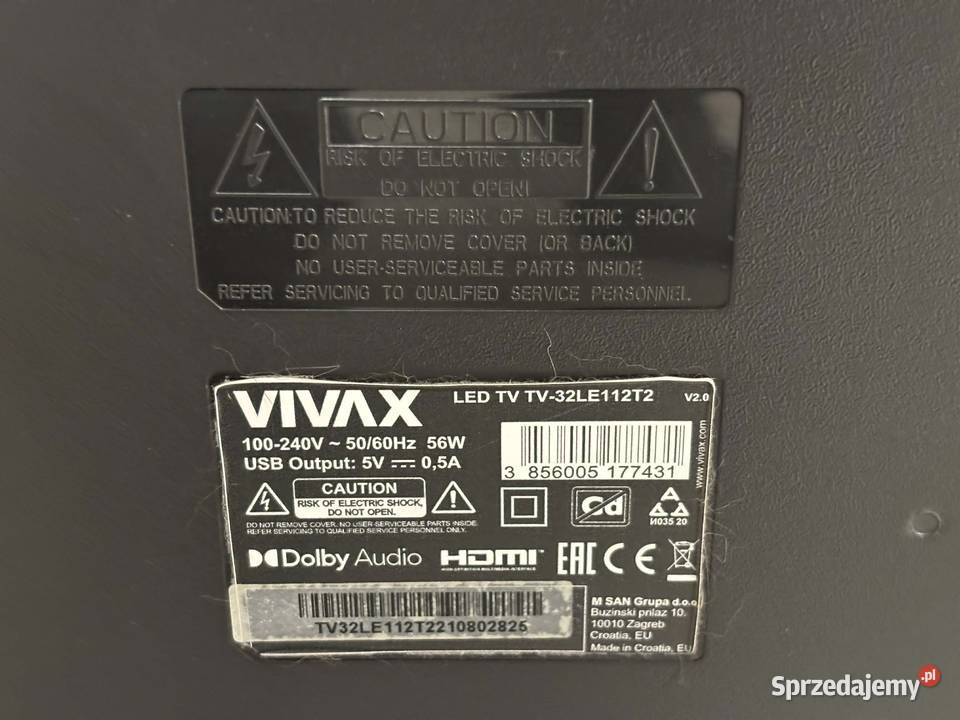 CAUTION
RISK OF ELECTRIC SHOCK
DO NOT OPEN!
CAUTION:TO REDUCE THE RISK OF ELECTRIC SHOCK
DO NOT REMOVE COVER (OR BACK)
NO USER-SERVICEABLE PARTS INSIDE
REFER SERVICING TO QUALIFIED SERVICE PERSONNEL.
VIVAX
LED TV TV-32LE112T2 V2.0
100-240V ~ 50/60Hz 56W
USB Output: 5V 0,5A
3 856005 177431
www.vivax.com
CAUTION
RISK OF ELECTRIC SHOCK,
DO NOT OPEN.
DO NOT REMOVE COVER. NO USER-SERVICEABLE PARTS INSIDE.
REFER SERVICING TO QUALIFIED SERVICE PERSONNEL ONLY.
Cd
И035 20
Dolby Audio
HDMI
HIGH-DEFINITION MULTIMEDIA INTERFACE
EAC CE
TV32LE112T2210802825
M SAN Grupa d.o.o
Buzinski prilaz 10,
10010 Zagreb
Croatia, EU
Made in Croatia, EU
Sprzedajemy.pl